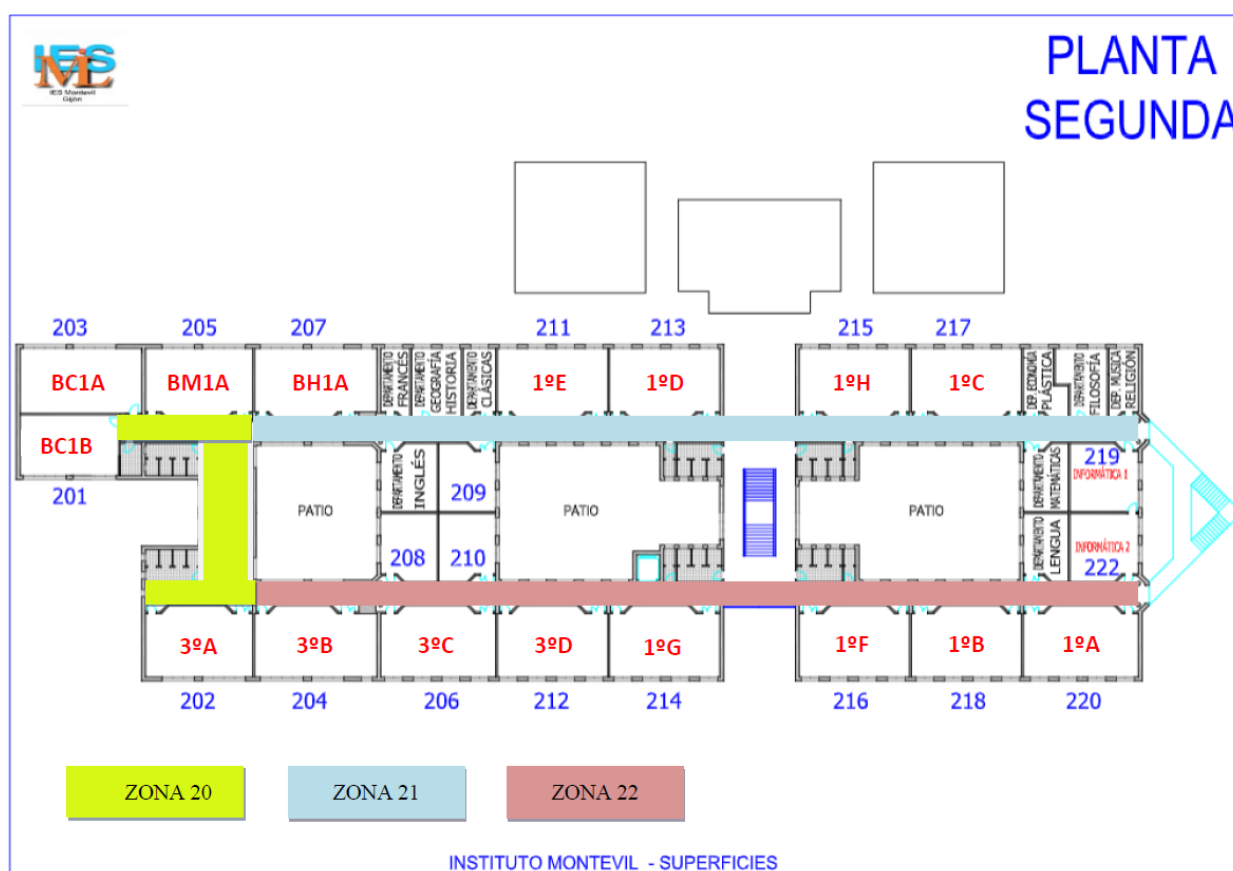 IES
MVIL
IES Montevil
Gijón
PLANTA
SEGUNDA
203
205
207
211
213
215
217
BC1A
BM1A
BH1A
DEPARTAMENTO
FRANCÉS
DEPARTAMENTO
GEOGRAFÍA
HISTORIA
DEPARTAMENTO
CLÁSICAS
1ºE
1ºD
1ºH
1ºC
DEP. ECONOMÍA
PLÁSTICA
DEPARTAMENTO
FILOSOFÍA
DEP. MÚSICA
RELIGIÓN
BC1B
201
PATIO
DEPARTAMENTO
INGLÉS
209
PATIO
PATIO
DEPARTAMENTO
MATEMÁTICAS
219
INFORMÁTICA 1
208
210
DEPARTAMENTO
LENGUA
INFORMÁTICA 2
222
3ºA
3ºB
3ºC
3ºD
1ºG
1ºF
1ºB
1ºA
202
204
206
212
214
216
218
220
ZONA 20
ZONA 21
ZONA 22
INSTITUTO MONTEVIL - SUPERFICIES